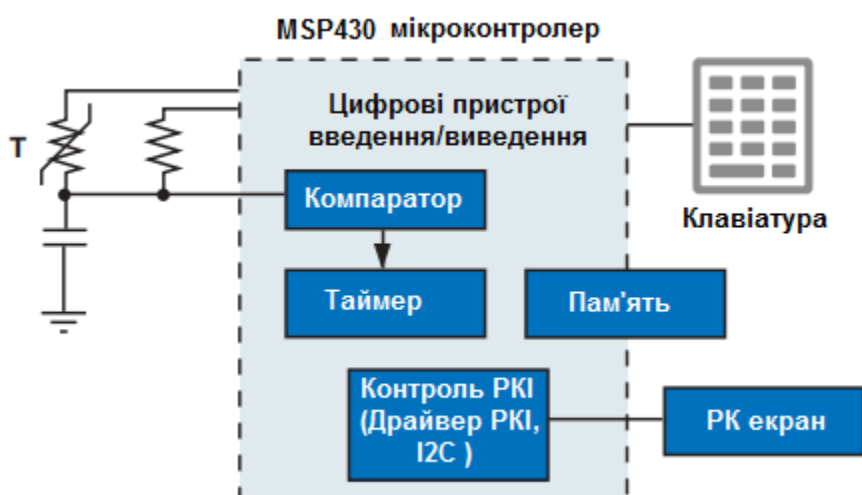 MSP430 мікроконтролер
Цифрові пристрої
введення/виведення
T
Компаратор
Клавіатура
Таймер
Пам'ять
Контроль РКІ
(Драйвер РКІ,
I2C )
РК екран